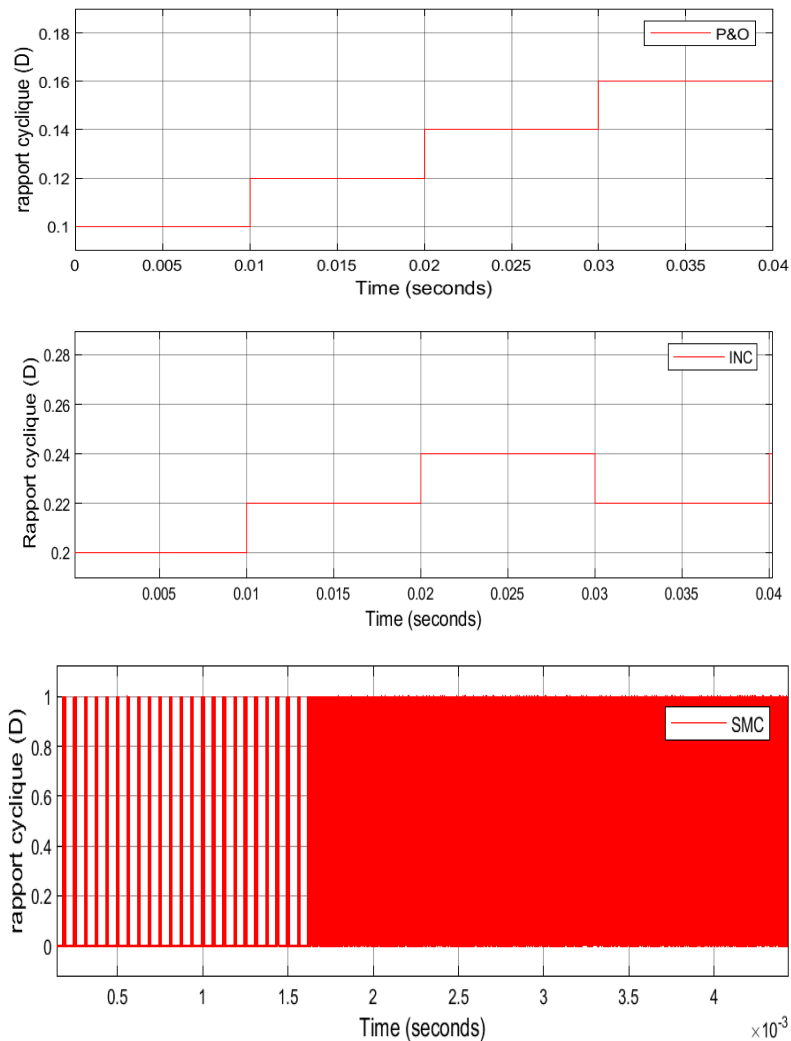 P&O
rapport cyclique (D)
0.18
0.16
0.14
0.12
0.1
0 0.005 0.01 0.015 0.02 0.025 0.03 0.035 0.04
Time (seconds)
INC
Rapport cyclique (D)
0.28
0.26
0.24
0.22
0.2
0.005 0.01 0.015 0.02 0.025 0.03 0.035 0.04
Time (seconds)
SMC
rapport cyclique (D)
1
0.8
0.6
0.4
0.2
0
0.5 1 1.5 2 2.5 3 3.5 4
Time (seconds)
×10⁻³